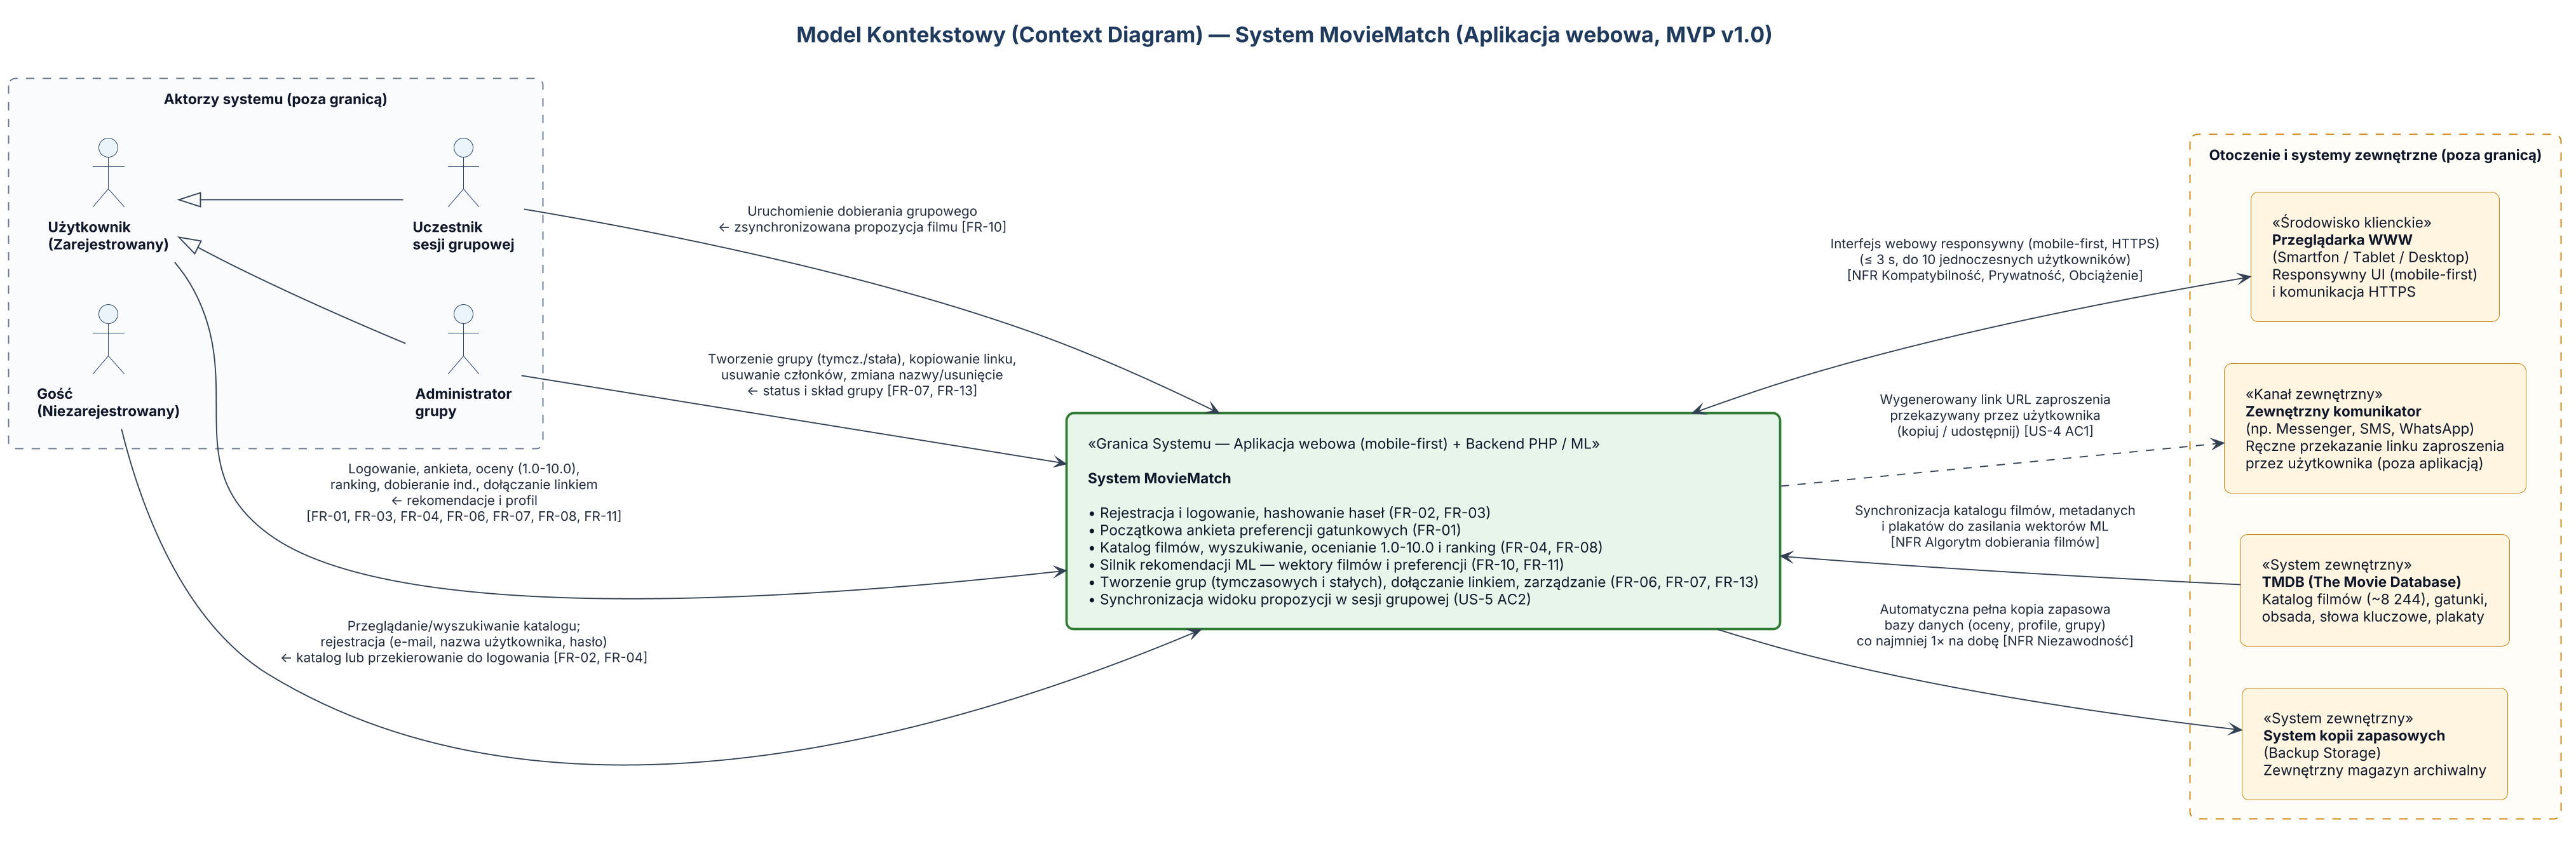 Model Kontekstowy (Context Diagram) — System MovieMatch (Aplikacja webowa, MVP v1.0)
Aktorzy systemu (poza granicą)
Użytkownik
(Zarejestrowany)
Uczestnik
sesji grupowej
Gość
(Niezarejestrowany)
Administrator
grupy
Uruchomienie dobierania grupowego
← zsynchronizowana propozycja filmu [FR-10]
Tworzenie grupy (tymcz./stała), kopiowanie linku,
usuwanie członków, zmiana nazwy/usunięcie
← status i skład grupy [FR-07, FR-13]
Logowanie, ankieta, oceny (1.0-10.0),
ranking, dobieranie ind., dołączanie linkiem
← rekomendacje i profil
[FR-01, FR-03, FR-04, FR-06, FR-07, FR-08, FR-11]
Przeglądanie/wyszukiwanie katalogu;
rejestracja (e-mail, nazwa użytkownika, hasło)
← katalog lub przekierowanie do logowania [FR-02, FR-04]
«Granica Systemu — Aplikacja webowa (mobile-first) + Backend PHP / ML»
System MovieMatch
• Rejestracja i logowanie, hashowanie haseł (FR-02, FR-03)
• Początkowa ankieta preferencji gatunkowych (FR-01)
• Katalog filmów, wyszukiwanie, ocenianie 1.0-10.0 i ranking (FR-04, FR-08)
• Silnik rekomendacji ML — wektory filmów i preferencji (FR-10, FR-11)
• Tworzenie grup (tymczasowych i stałych), dołączanie linkiem, zarządzanie (FR-06, FR-07, FR-13)
• Synchronizacja widoku propozycji w sesji grupowej (US-5 AC2)
Interfejs webowy responsywny (mobile-first, HTTPS)
(≤ 3 s, do 10 jednoczesnych użytkowników)
[NFR Kompatybilność, Prywatność, Obciążenie]
Wygenerowany link URL zaproszenia
przekazywany przez użytkownika
(kopiuj / udostępnij) [US-4 AC1]
Synchronizacja katalogu filmów, metadanych
i plakatów do zasilania wektorów ML
[NFR Algorytm dobierania filmów]
Automatyczna pełna kopia zapasowa
bazy danych (oceny, profile, grupy)
co najmniej 1× na dobę [NFR Niezawodność]
Otoczenie i systemy zewnętrzne (poza granicą)
«Środowisko klienckie»
Przeglądarka WWW
(Smartfon / Tablet / Desktop)
Responsywny UI (mobile-first)
i komunikacja HTTPS
«Kanał zewnętrzny»
Zewnętrzny komunikator
(np. Messenger, SMS, WhatsApp)
Ręczne przekazanie linku zaproszenia
przez użytkownika (poza aplikacją)
«System zewnętrzny»
TMDB (The Movie Database)
Katalog filmów (~8 244), gatunki,
obsada, słowa kluczowe, plakaty
«System zewnętrzny»
System kopii zapasowych
(Backup Storage)
Zewnętrzny magazyn archiwalny